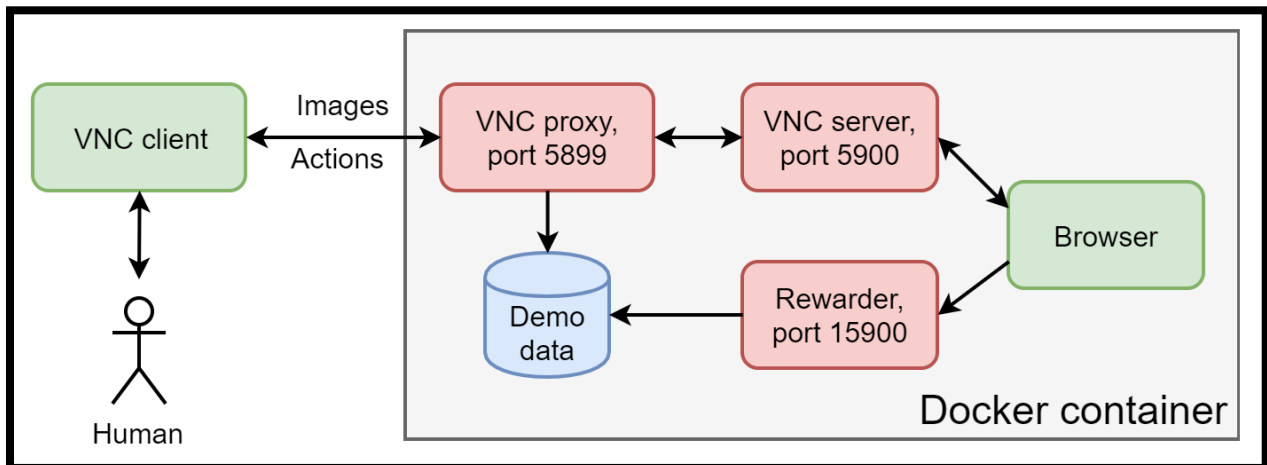 VNC client
Images
Actions
VNC proxy,
port 5899
VNC server,
port 5900
Browser
Demo
data
Rewarder,
port 15900
Human
Docker container